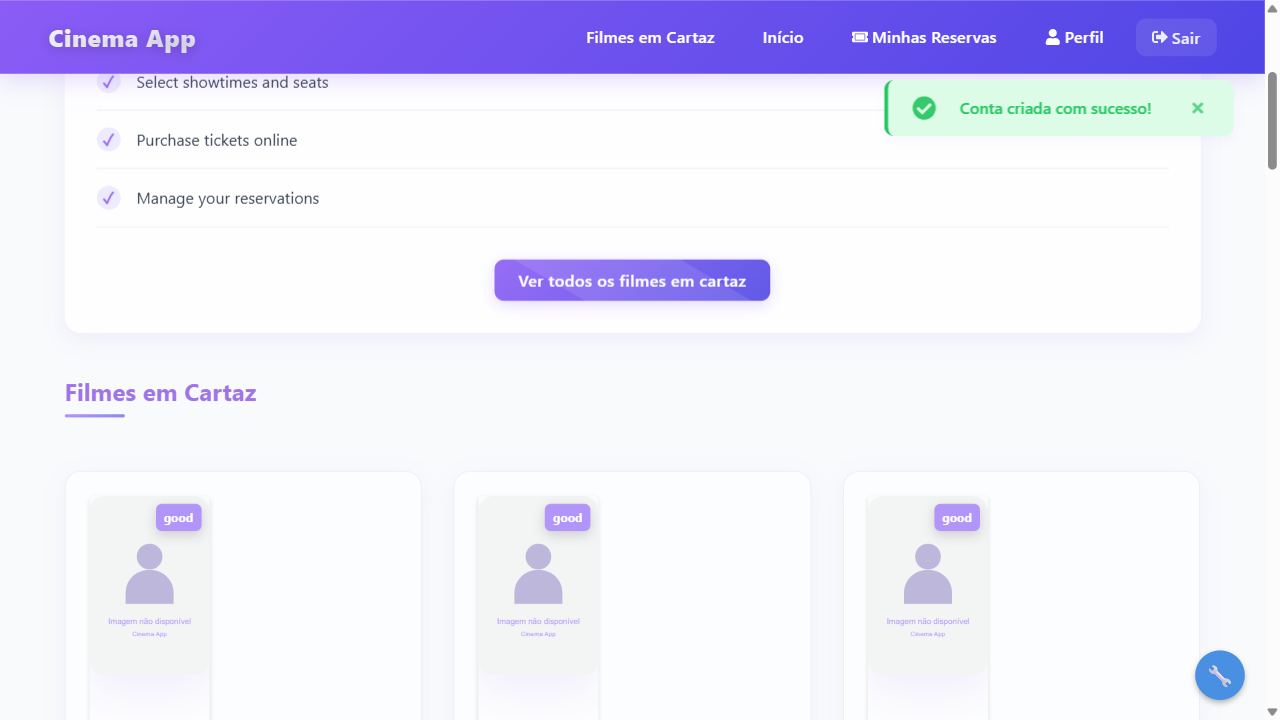 Cinema App
Filmes em Cartaz
Início
Minhas Reservas
Perfil
Sair
Conta criada com sucesso!
Select showtimes and seats
Purchase tickets online
Manage your reservations
Ver todos os filmes em cartaz
Filmes em Cartaz
good
Imagem não disponível
Cinema App
good
Imagem não disponível
Cinema App
good
Imagem não disponível
Cinema App